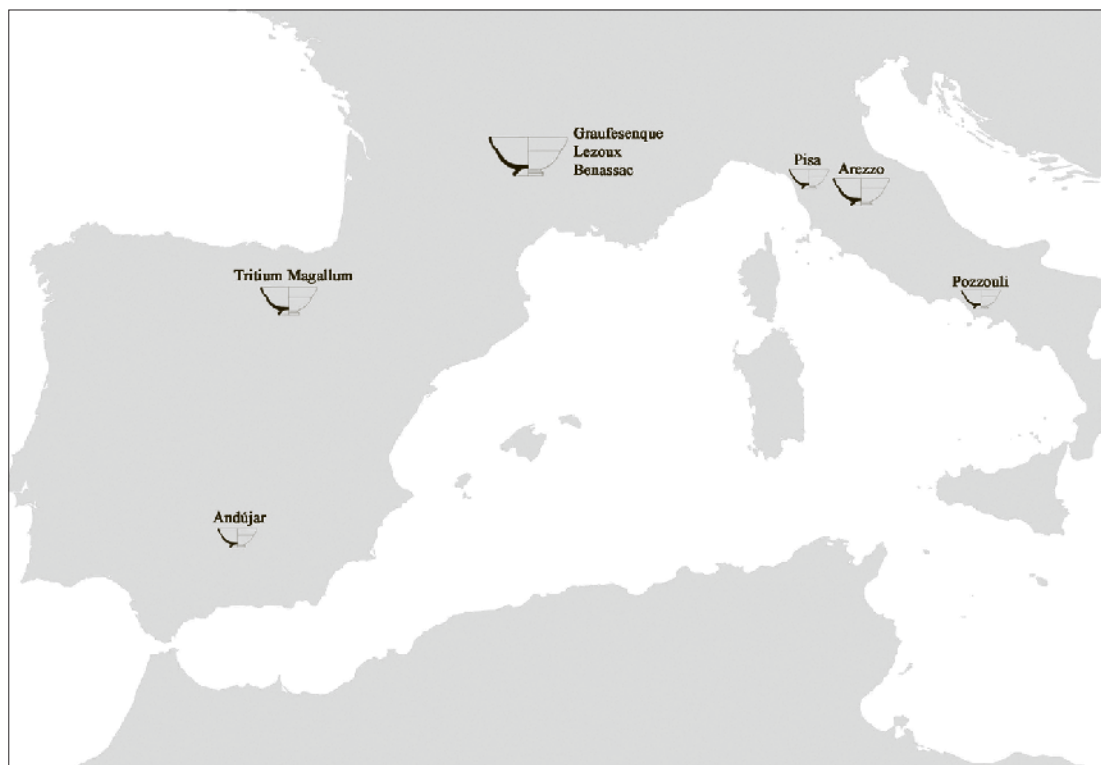 Graufesenque
Lezoux
Benassac
Pisa
Arezzo
Tritium Magallum
Pozzouli
Andújar